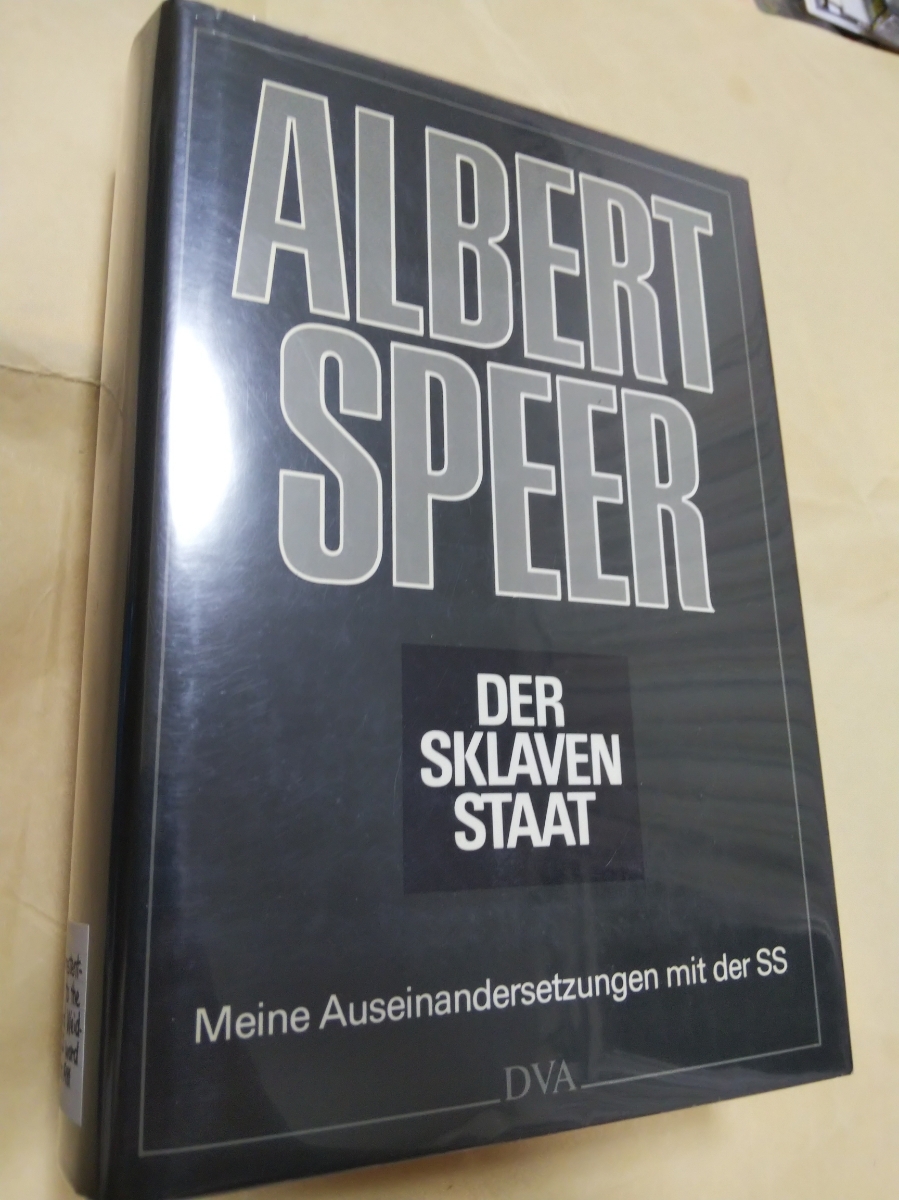 ALBERT
SPEER
DER
SKLAVEN
STAAT
Meine Auseinandersetzungen mit der SS
DVA